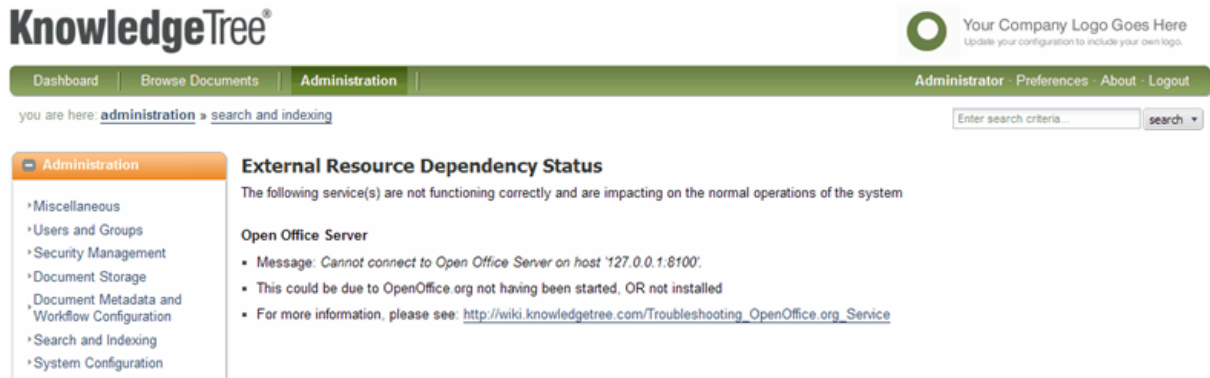 KnowledgeTree®
Your Company Logo Goes Here
Update your configuration to include your own logo.
Dashboard Browse Documents Administration Administrator · Preferences · About · Logout
you are here: administration » search and indexing
Enter search criteria... search
Administration
Miscellaneous
Users and Groups
Security Management
Document Storage
Document Metadata and
Workflow Configuration
Search and Indexing
System Configuration
External Resource Dependency Status
The following service(s) are not functioning correctly and are impacting on the normal operations of the system
Open Office Server
▪ Message: Cannot connect to Open Office Server on host '127.0.0.1:8100'.
▪ This could be due to OpenOffice.org not having been started, OR not installed
▪ For more information, please see: http://wiki.knowledgetree.com/Troubleshooting_OpenOffice.org_Service